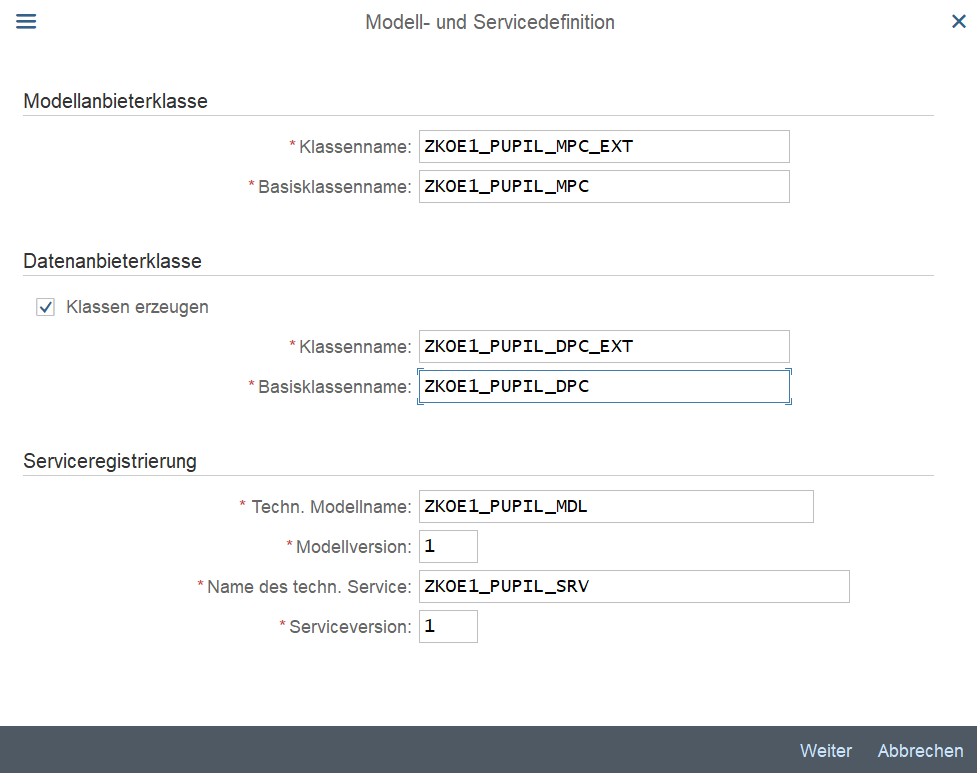 Modell- und Servicedefinition
Modellanbieterklasse
* Klassenname: ZKOE1_PUPIL_MPC_EXT
* Basisklassenname: ZKOE1_PUPIL_MPC
Datenanbieterklasse
Klassen erzeugen
* Klassenname: ZKOE1_PUPIL_DPC_EXT
* Basisklassenname: ZKOE1_PUPIL_DPC
Serviceregistrierung
* Techn. Modellname: ZKOE1_PUPIL_MDL
* Modellversion: 1
* Name des techn. Service: ZKOE1_PUPIL_SRV
* Serviceversion: 1
Weiter Abbrechen